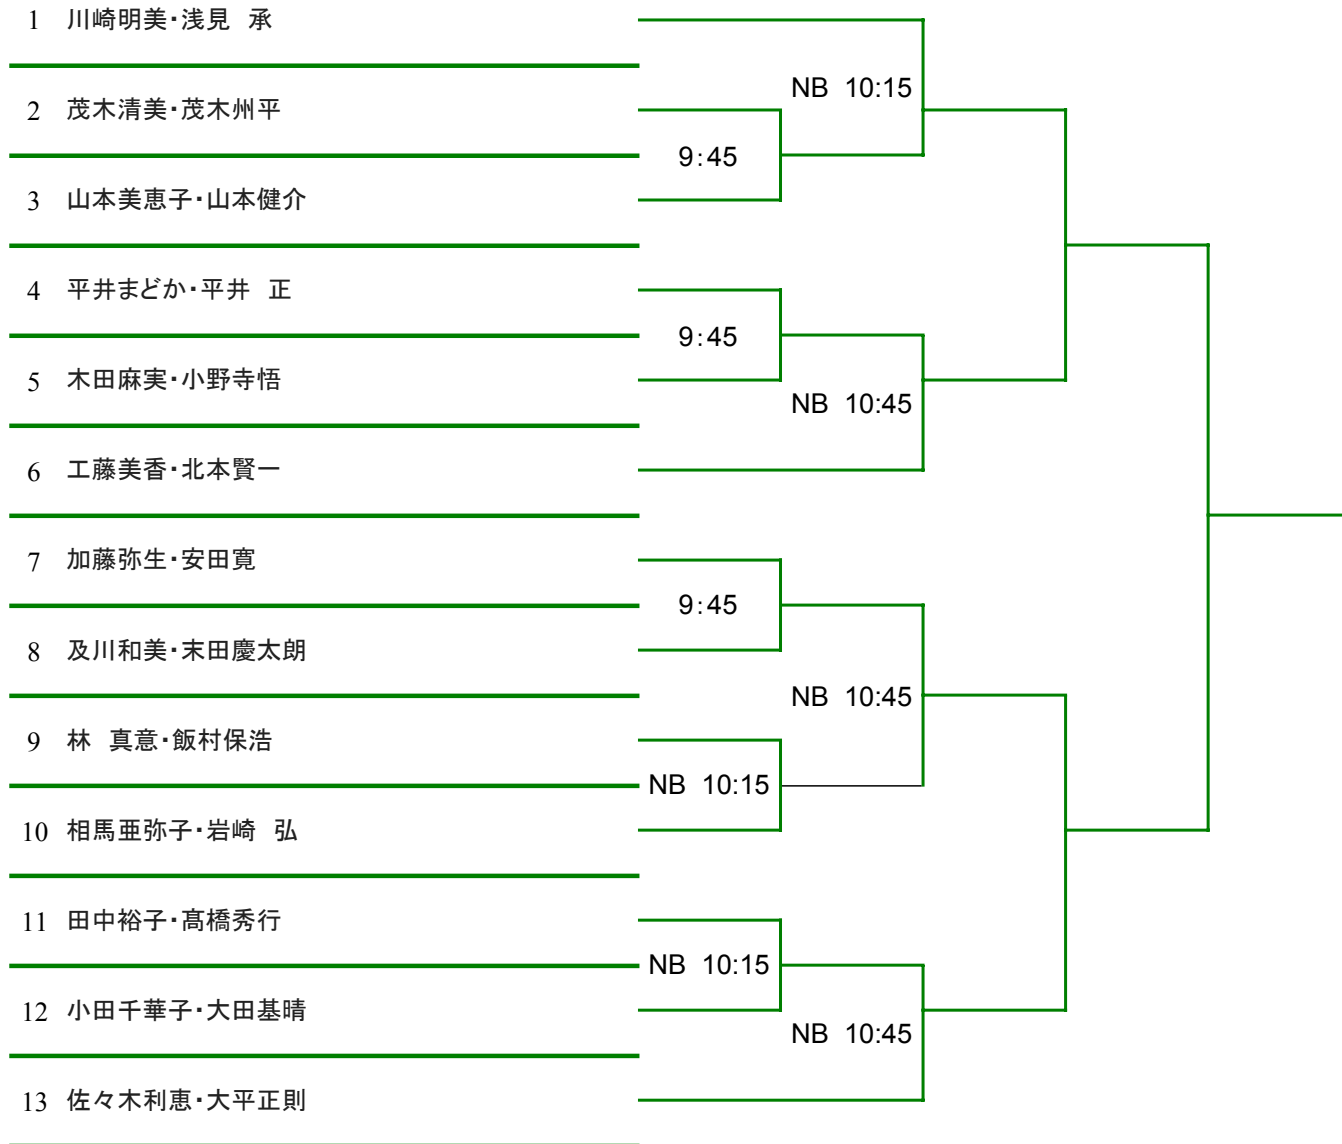 1 川崎明美・浅見 承
NB 10:15
2 茂木清美・茂木州平
9:45
3 山本美恵子・山本健介
4 平井まどか・平井 正
9:45
5 木田麻実・小野寺悟
NB 10:45
6 工藤美香・北本賢一
7 加藤弥生・安田寛
9:45
8 及川和美・末田慶太朗
NB 10:45
9 林 真意・飯村保浩
NB 10:15
10 相馬亜弥子・岩崎 弘
11 田中裕子・髙橋秀行
NB 10:15
12 小田千華子・大田基晴
NB 10:45
13 佐々木利恵・大平正則